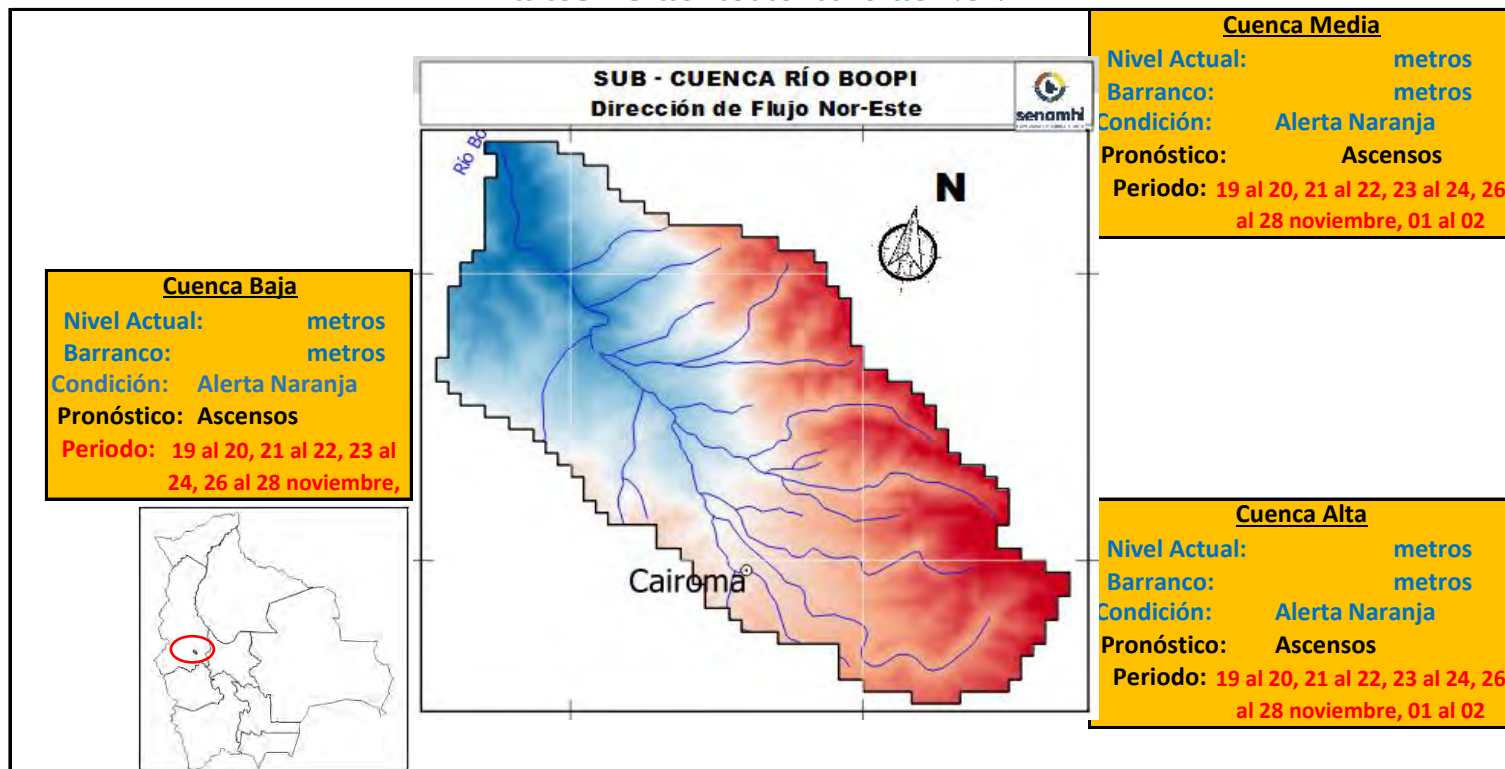 Cuenca Media
Nivel Actual: metros
Barranco: metros
Condición: Alerta Naranja
Pronóstico: Ascensos
Periodo: 19 al 20, 21 al 22, 23 al 24, 26
al 28 noviembre, 01 al 02
SUB - CUENCA RÍO BOOPI
Dirección de Flujo Nor-Este
senamhi
Río Bo
N
Cairoma
Cuenca Baja
Nivel Actual: metros
Barranco: metros
Condición: Alerta Naranja
Pronóstico: Ascensos
Periodo: 19 al 20, 21 al 22, 23 al
24, 26 al 28 noviembre,
Cuenca Alta
Nivel Actual: metros
Barranco: metros
Condición: Alerta Naranja
Pronóstico: Ascensos
Periodo: 19 al 20, 21 al 22, 23 al 24, 26
al 28 noviembre, 01 al 02